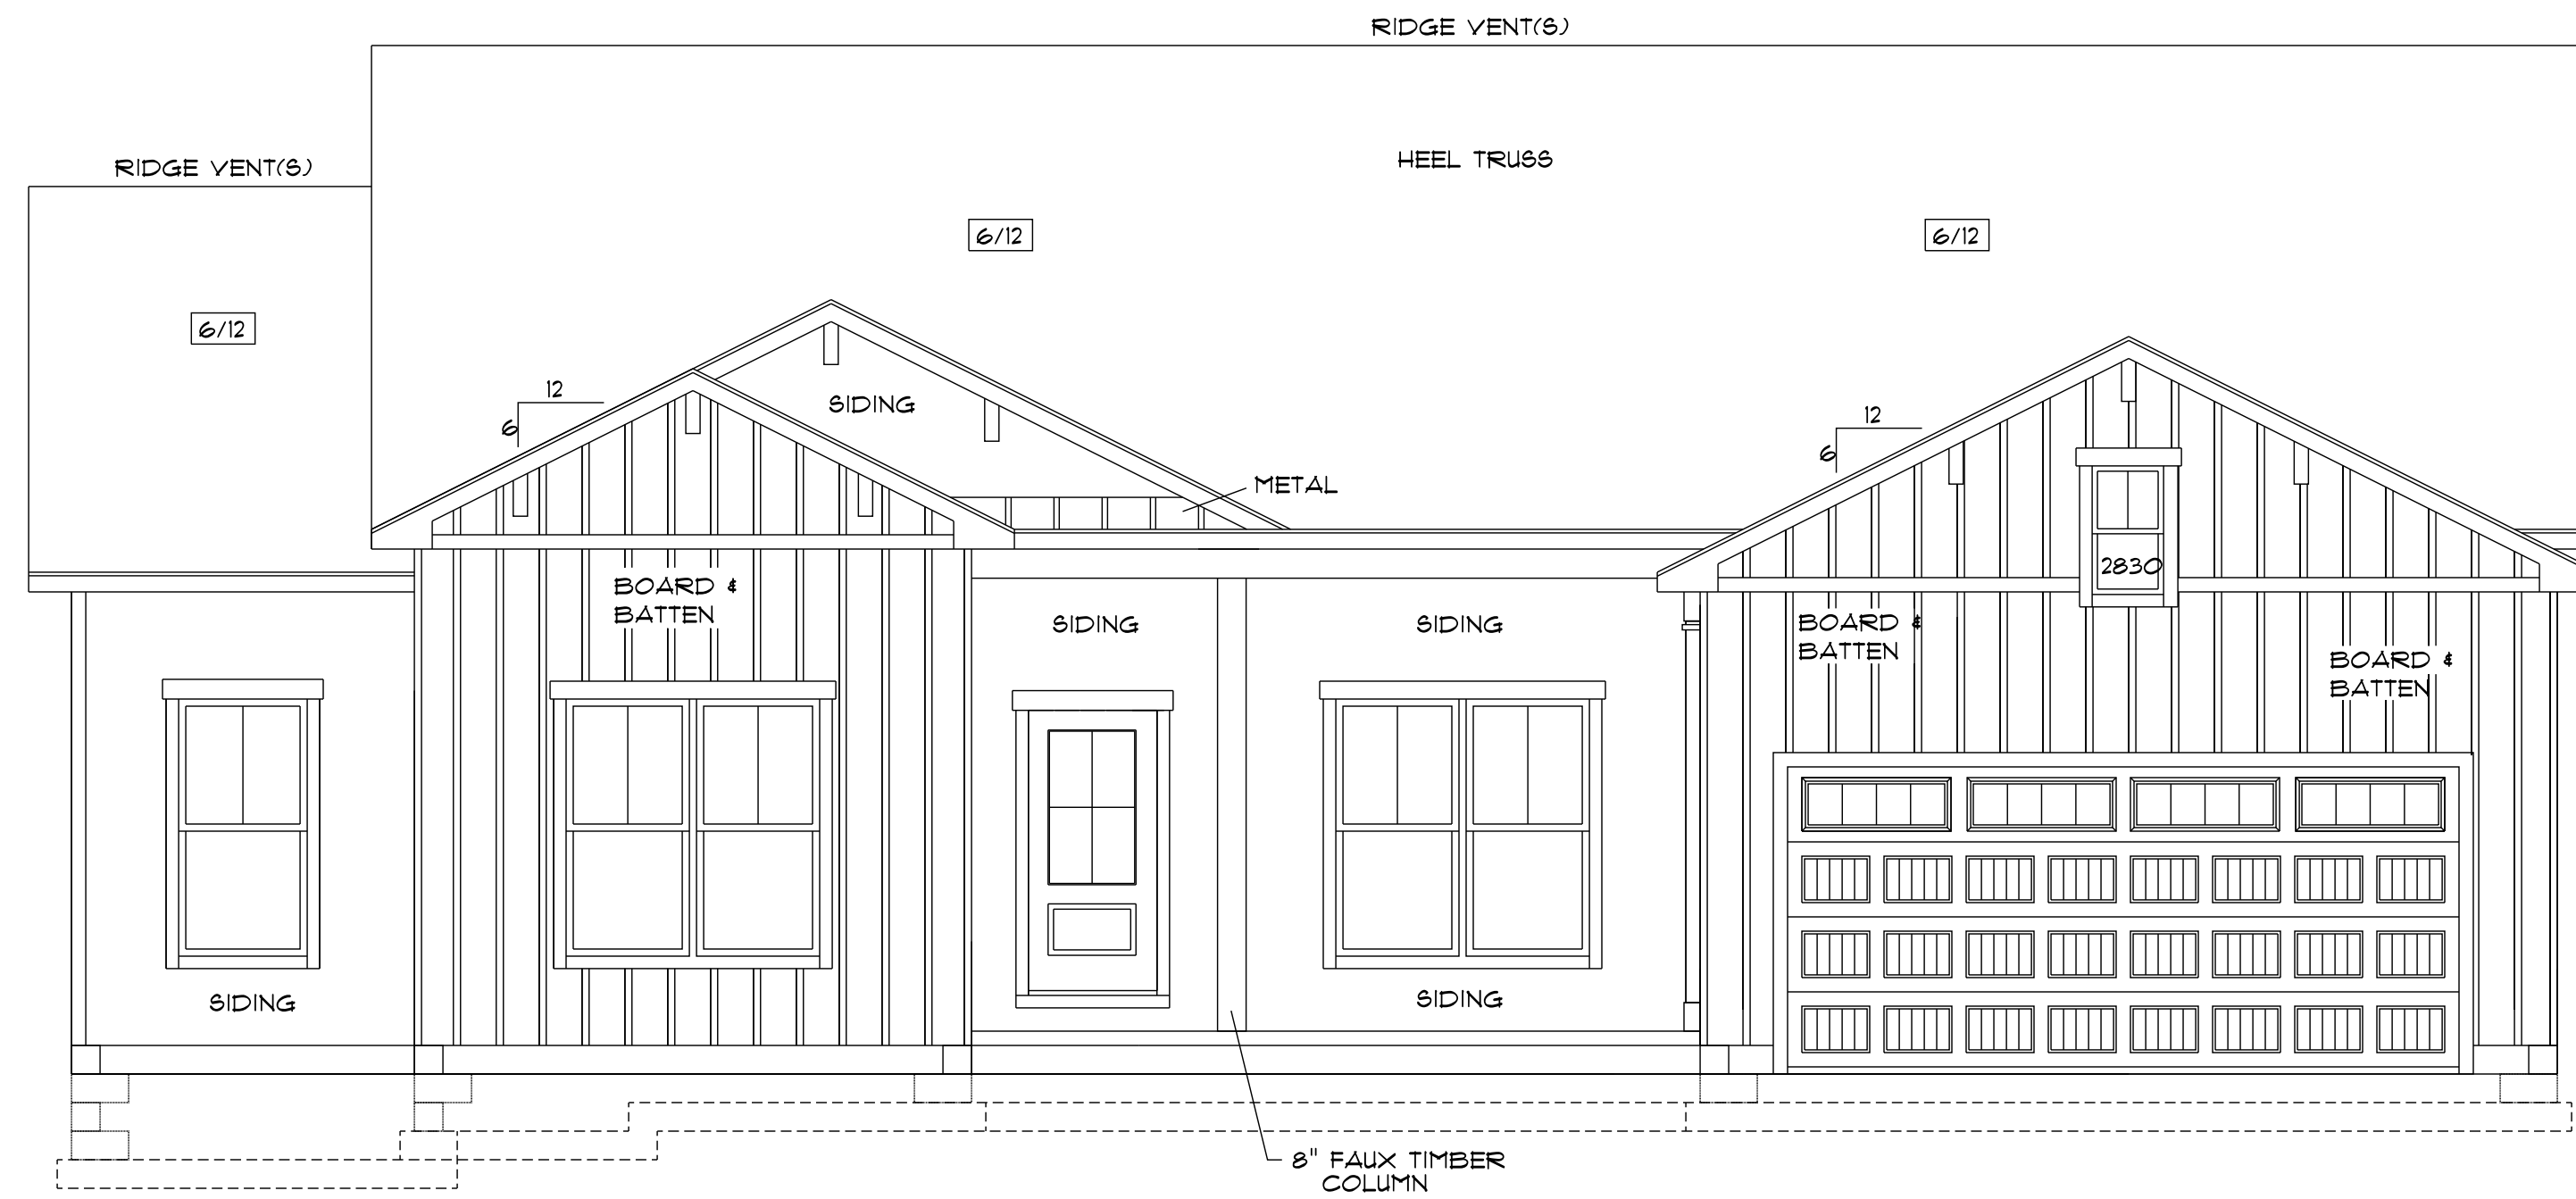 RIDGE VENT(S)
RIDGE VENT(S)
HEEL TRUSS
6/12
6/12
6/12
12
6
SIDING
12
6
METAL
2830
BOARD &
BATTEN
SIDING
SIDING
BOARD &
BATTEN
BOARD &
BATTEN
SIDING
SIDING
8" FAUX TIMBER
COLUMN